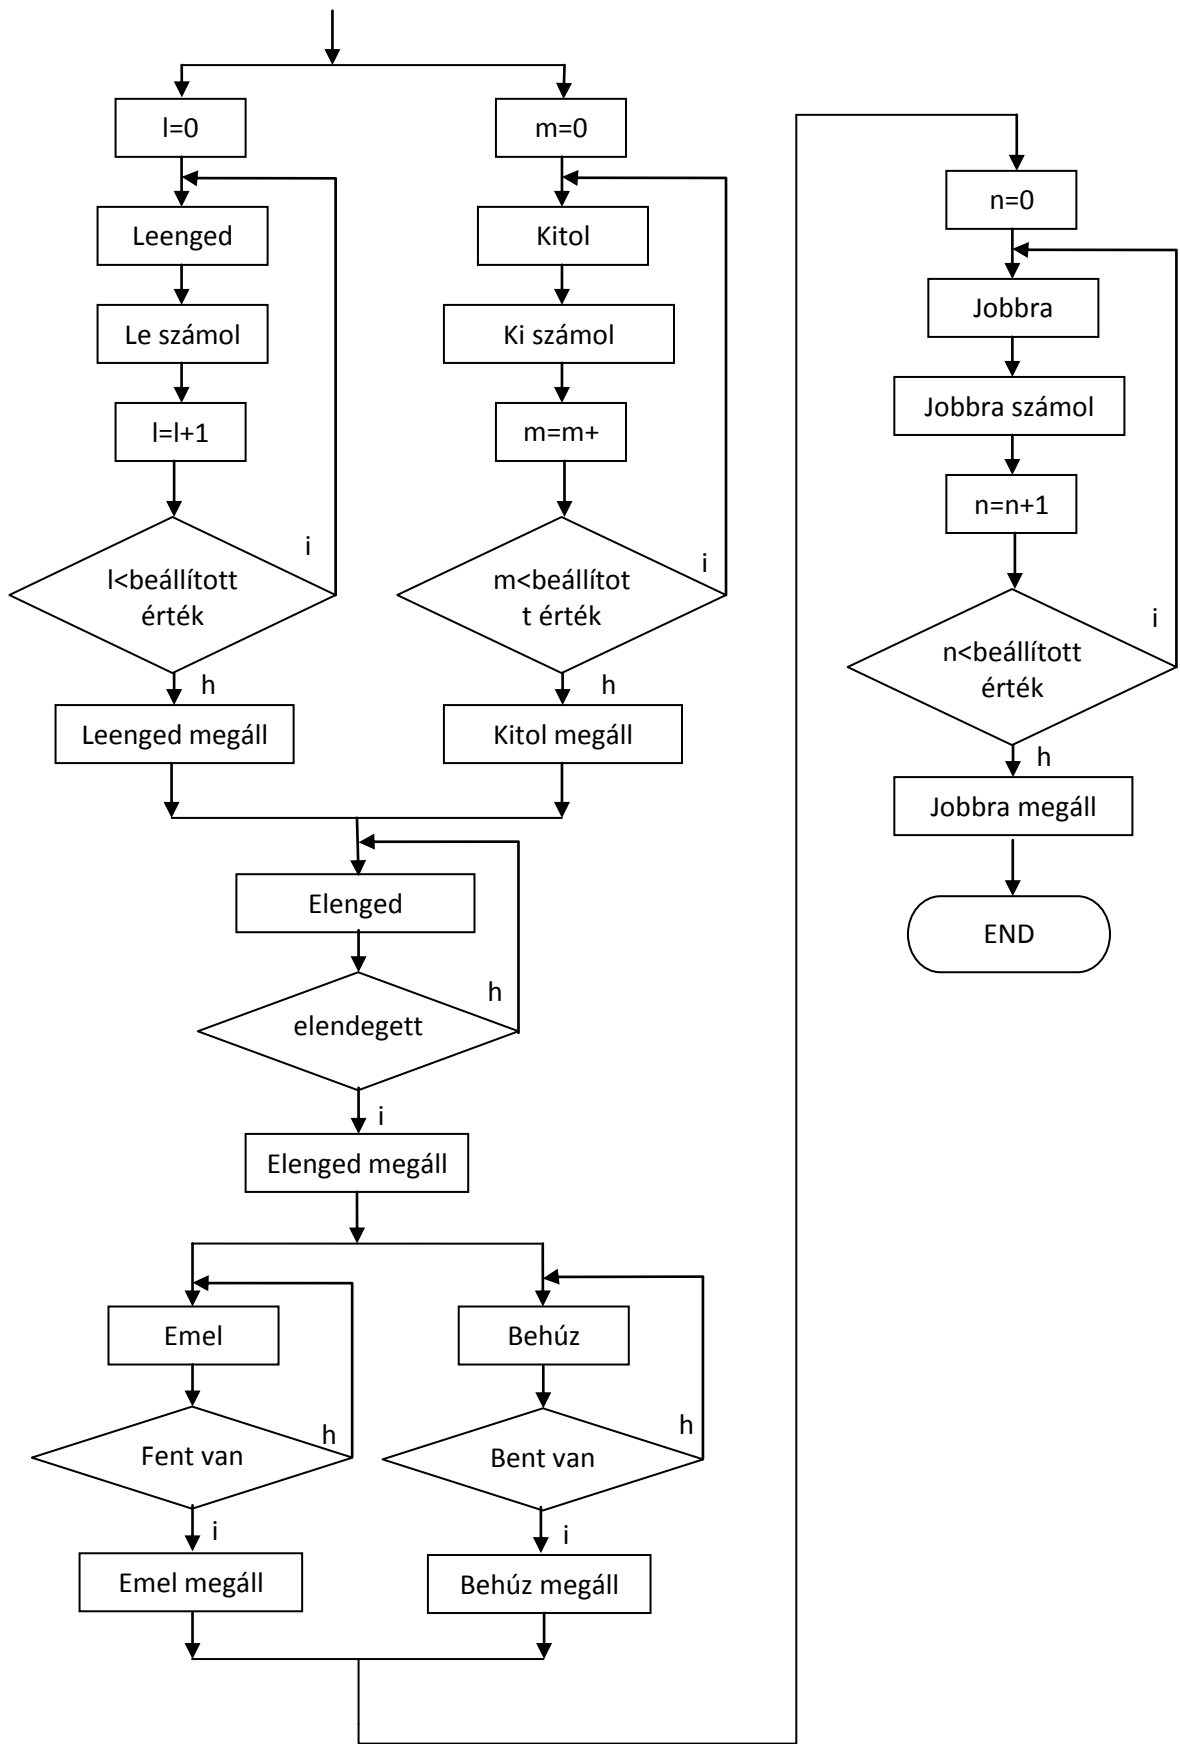 l=0
Leenged
Le számol
l=l+1
l<beállított
érték
i
h
Leenged megáll
m=0
Kitol
Ki számol
m=m+
m<beállítot
t érték
i
h
Kitol megáll
Elenged
elendegett
h
i
Elenged megáll
Emel
Fent van
h
i
Emel megáll
Behúz
Bent van
h
i
Behúz megáll
n=0
Jobbra
Jobbra számol
n=n+1
n<beállított
érték
i
h
Jobbra megáll
END